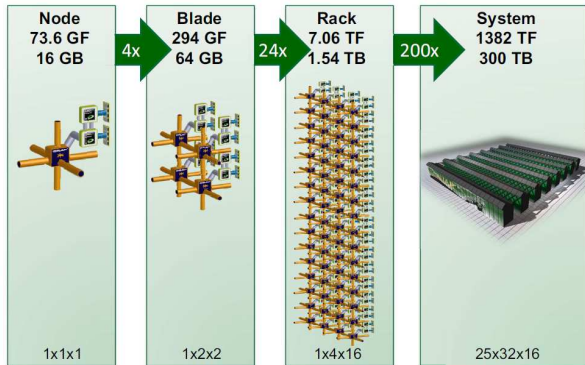 Node
73.6 GF
16 GB
4x
Blade
294 GF
64 GB
24x
Rack
7.06 TF
1.54 TB
200x
System
1382 TF
300 TB
1x1x1
1x2x2
1x4x16
25x32x16